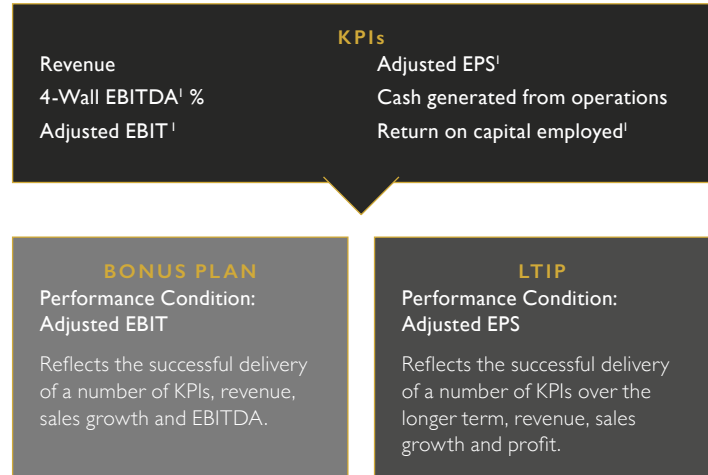 KPIs
Revenue
4-Wall EBITDA¹ %
Adjusted EBIT¹
Adjusted EPS¹
Cash generated from operations
Return on capital employed¹
BONUS PLAN
Performance Condition:
Adjusted EBIT
Reflects the successful delivery
of a number of KPIs, revenue,
sales growth and EBITDA.
LTIP
Performance Condition:
Adjusted EPS
Reflects the successful delivery
of a number of KPIs over the
longer term, revenue, sales
growth and profit.